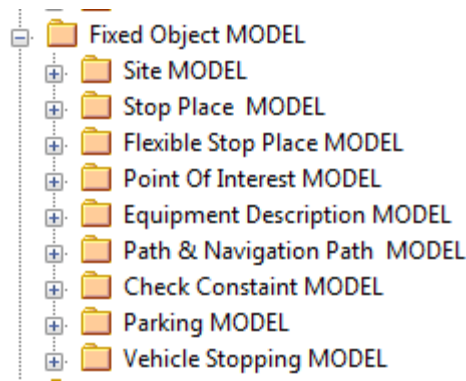 Fixed Object MODEL
Site MODEL
Stop Place  MODEL
Flexible Stop Place MODEL
Point Of Interest MODEL
Equipment Description MODEL
Path & Navigation Path  MODEL
Check Constaint MODEL
Parking MODEL
Vehicle Stopping MODEL